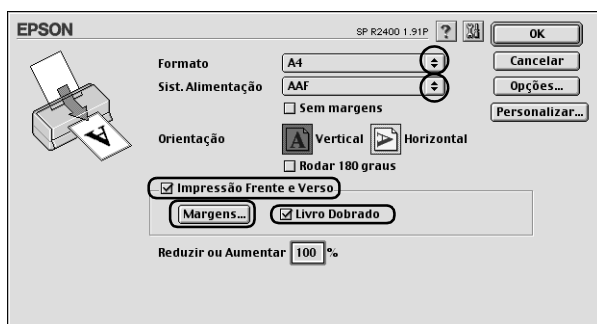 EPSON SP R2400 1.91P ? OK
Formato A4 Cancelar
Sist. Alimentação AAF Opções...
Sem margens Personalizar...
Orientação A Vertical A Horizontal
Rodar 180 graus
Impressão Frente e Verso
Margens... Livro Dobrado
Reduzir ou Aumentar 100 %
A